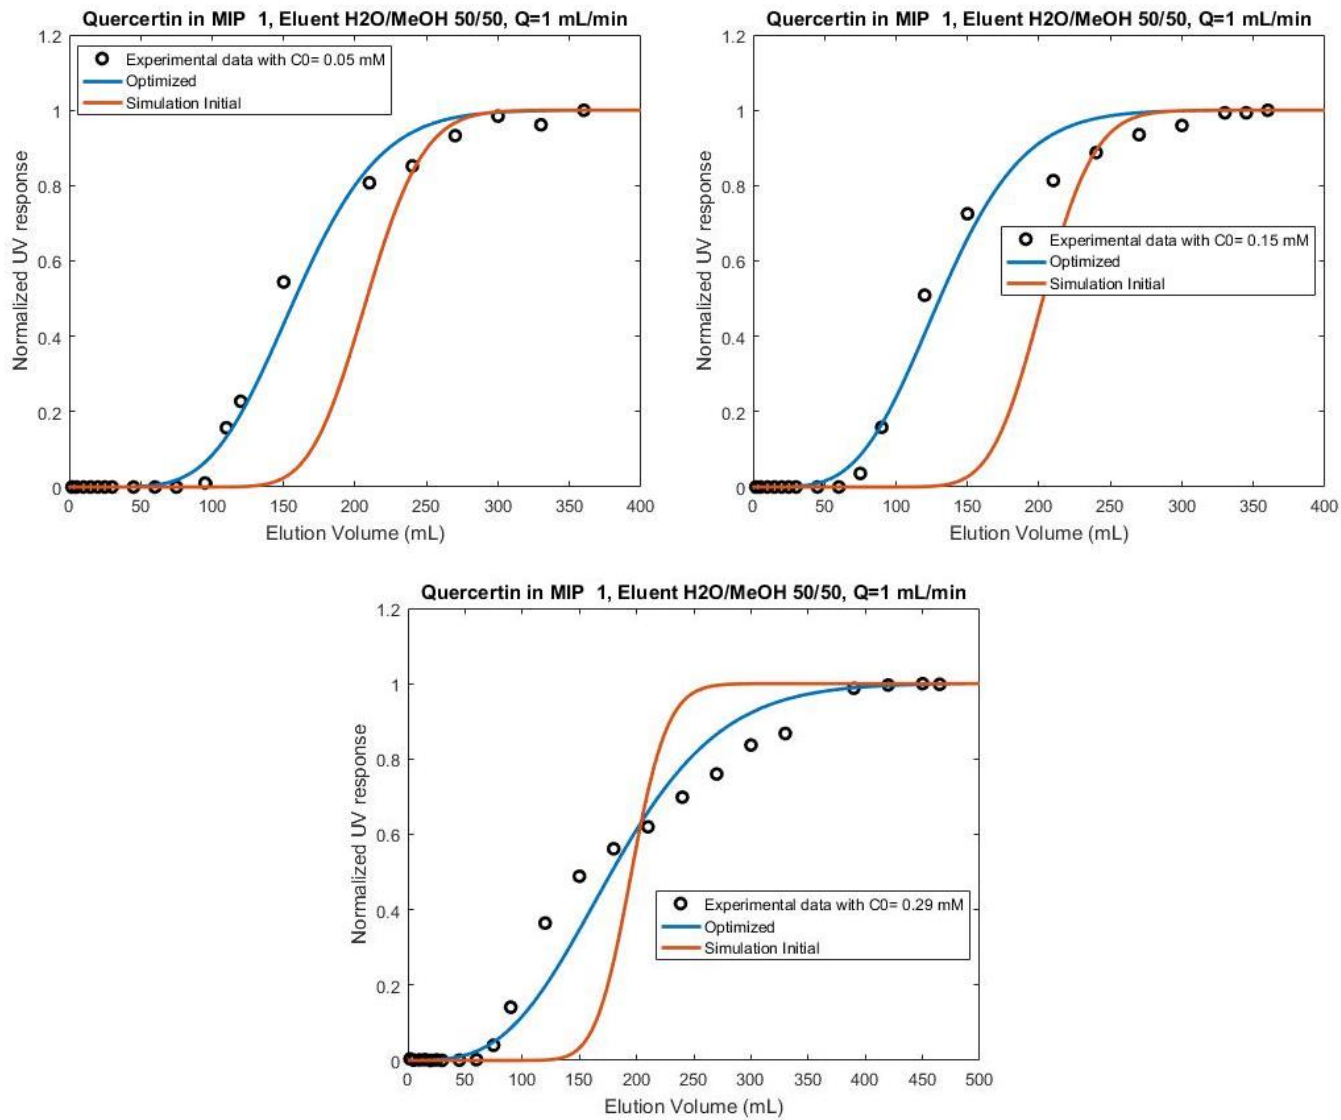 Quercertin in MIP 1, Eluent H2O/MeOH 50/50, Q=1 mL/min
1.2
1
0.8
0.6
0.4
0.2
0
Normalized UV response
Experimental data with C0= 0.05 mM
Optimized
Simulation Initial
0 50 100 150 200 250 300 350 400
Elution Volume (mL)
Quercertin in MIP 1, Eluent H2O/MeOH 50/50, Q=1 mL/min
1.2
1
0.8
0.6
0.4
0.2
0
Normalized UV response
Experimental data with C0= 0.15 mM
Optimized
Simulation Initial
0 50 100 150 200 250 300 350 400
Elution Volume (mL)
Quercertin in MIP 1, Eluent H2O/MeOH 50/50, Q=1 mL/min
1.2
1
0.8
0.6
0.4
0.2
0
Normalized UV response
Experimental data with C0= 0.29 mM
Optimized
Simulation Initial
0 50 100 150 200 250 300 350 400 450 500
Elution Volume (mL)